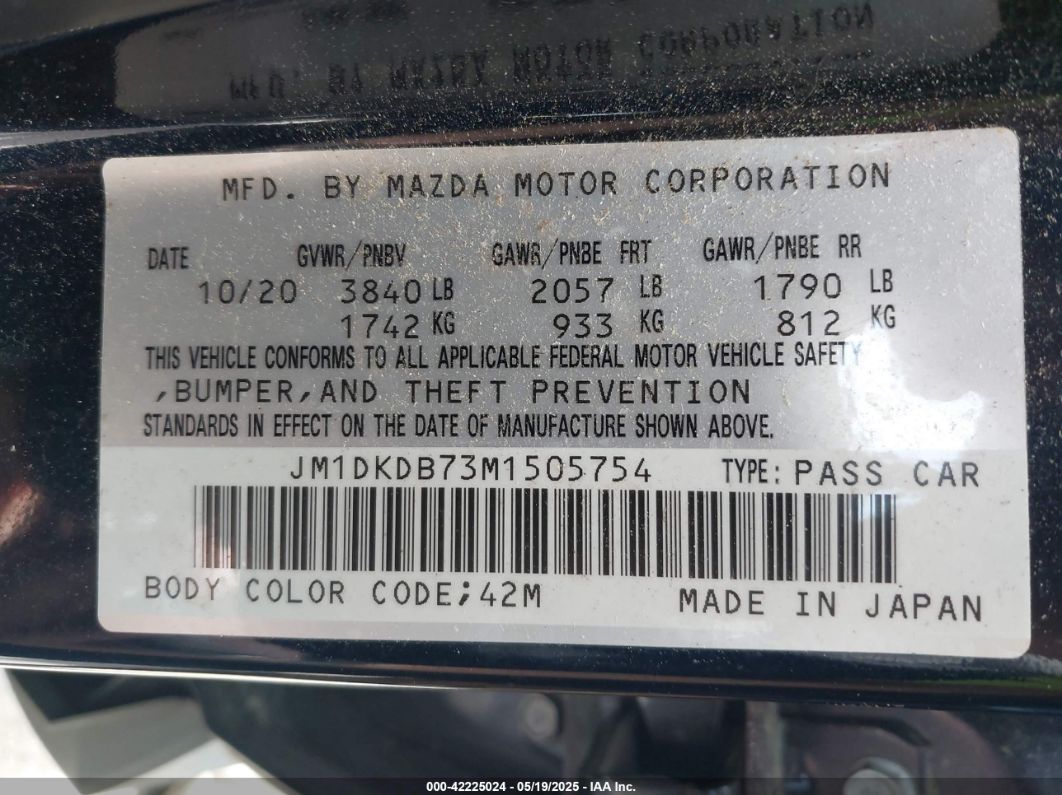 MFD. BY MAZDA MOTOR CORPORATION
DATE GVWR/PNBV GAWR/PNBE FRT GAWR/PNBE RR
10/20 3840 LB 2057 LB 1790 LB
1742 KG 933 KG 812 KG
THIS VEHICLE CONFORMS TO ALL APPLICABLE FEDERAL MOTOR VEHICLE SAFETY
,BUMPER,AND THEFT PREVENTION
STANDARDS IN EFFECT ON THE DATE OF MANUFACTURE SHOWN ABOVE.
JM1DKDB73M1505754 TYPE: PASS CAR
BODY COLOR CODE;42M MADE IN JAPAN
000-42225024 - 05/19/2025 - IAA Inc.